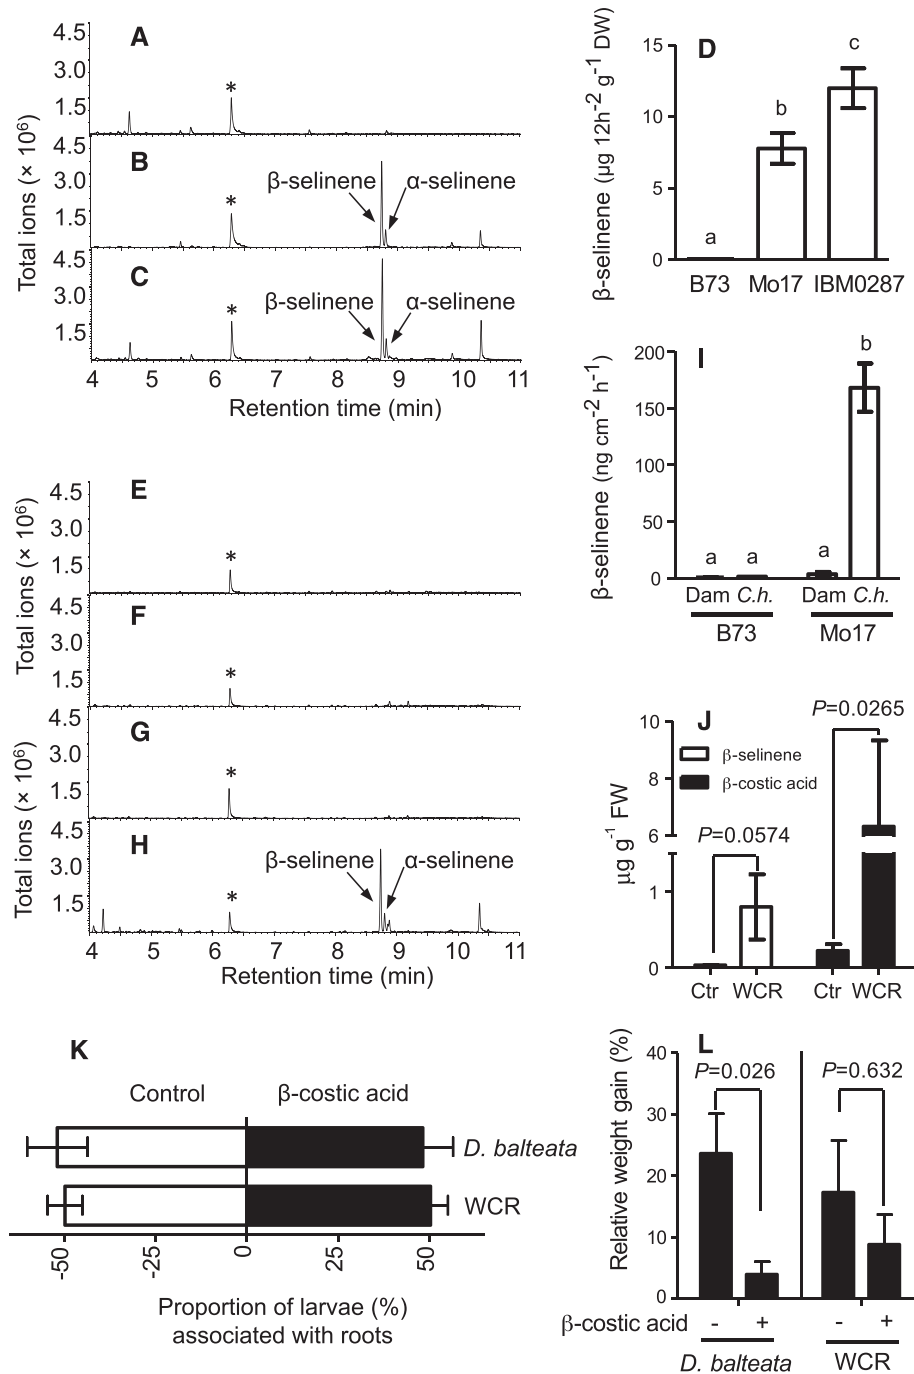 A
4.5
3.0
1.5
*
B
4.5
3.0
1.5
*
β-selinene
α-selinene
C
4.5
3.0
1.5
*
β-selinene
α-selinene
Total ions (× 10⁶)
4 5 6 7 8 9 10 11
Retention time (min)
D
15
10
5
0
a
b
c
B73 Mo17 IBM0287
β-selinene (µg 12h⁻² g⁻¹ DW)
E
4.5
3.0
1.5
*
Total ions (× 10⁶)
F
4.5
3.0
1.5
*
G
4.5
3.0
1.5
*
Total ions (× 10⁶)
H
4.5
3.0
1.5
*
β-selinene
α-selinene
4 5 6 7 8 9 10 11
Retention time (min)
I
200
150
100
50
0
a a a b
Dam C.h. Dam C.h.
B73 Mo17
β-selinene (ng cm⁻² h⁻¹)
J
10
8
6
1
0
β-selinene
β-costic acid
P=0.0574
P=0.0265
Ctr WCR Ctr WCR
µg g⁻¹ FW
K
Control β-costic acid
D. balteata
WCR
-50 -25 0 25 50
Proportion of larvae (%)
associated with roots
L
40
30
20
10
0
P=0.026
P=0.632
Relative weight gain (%)
β-costic acid - + - +
D. balteata WCR